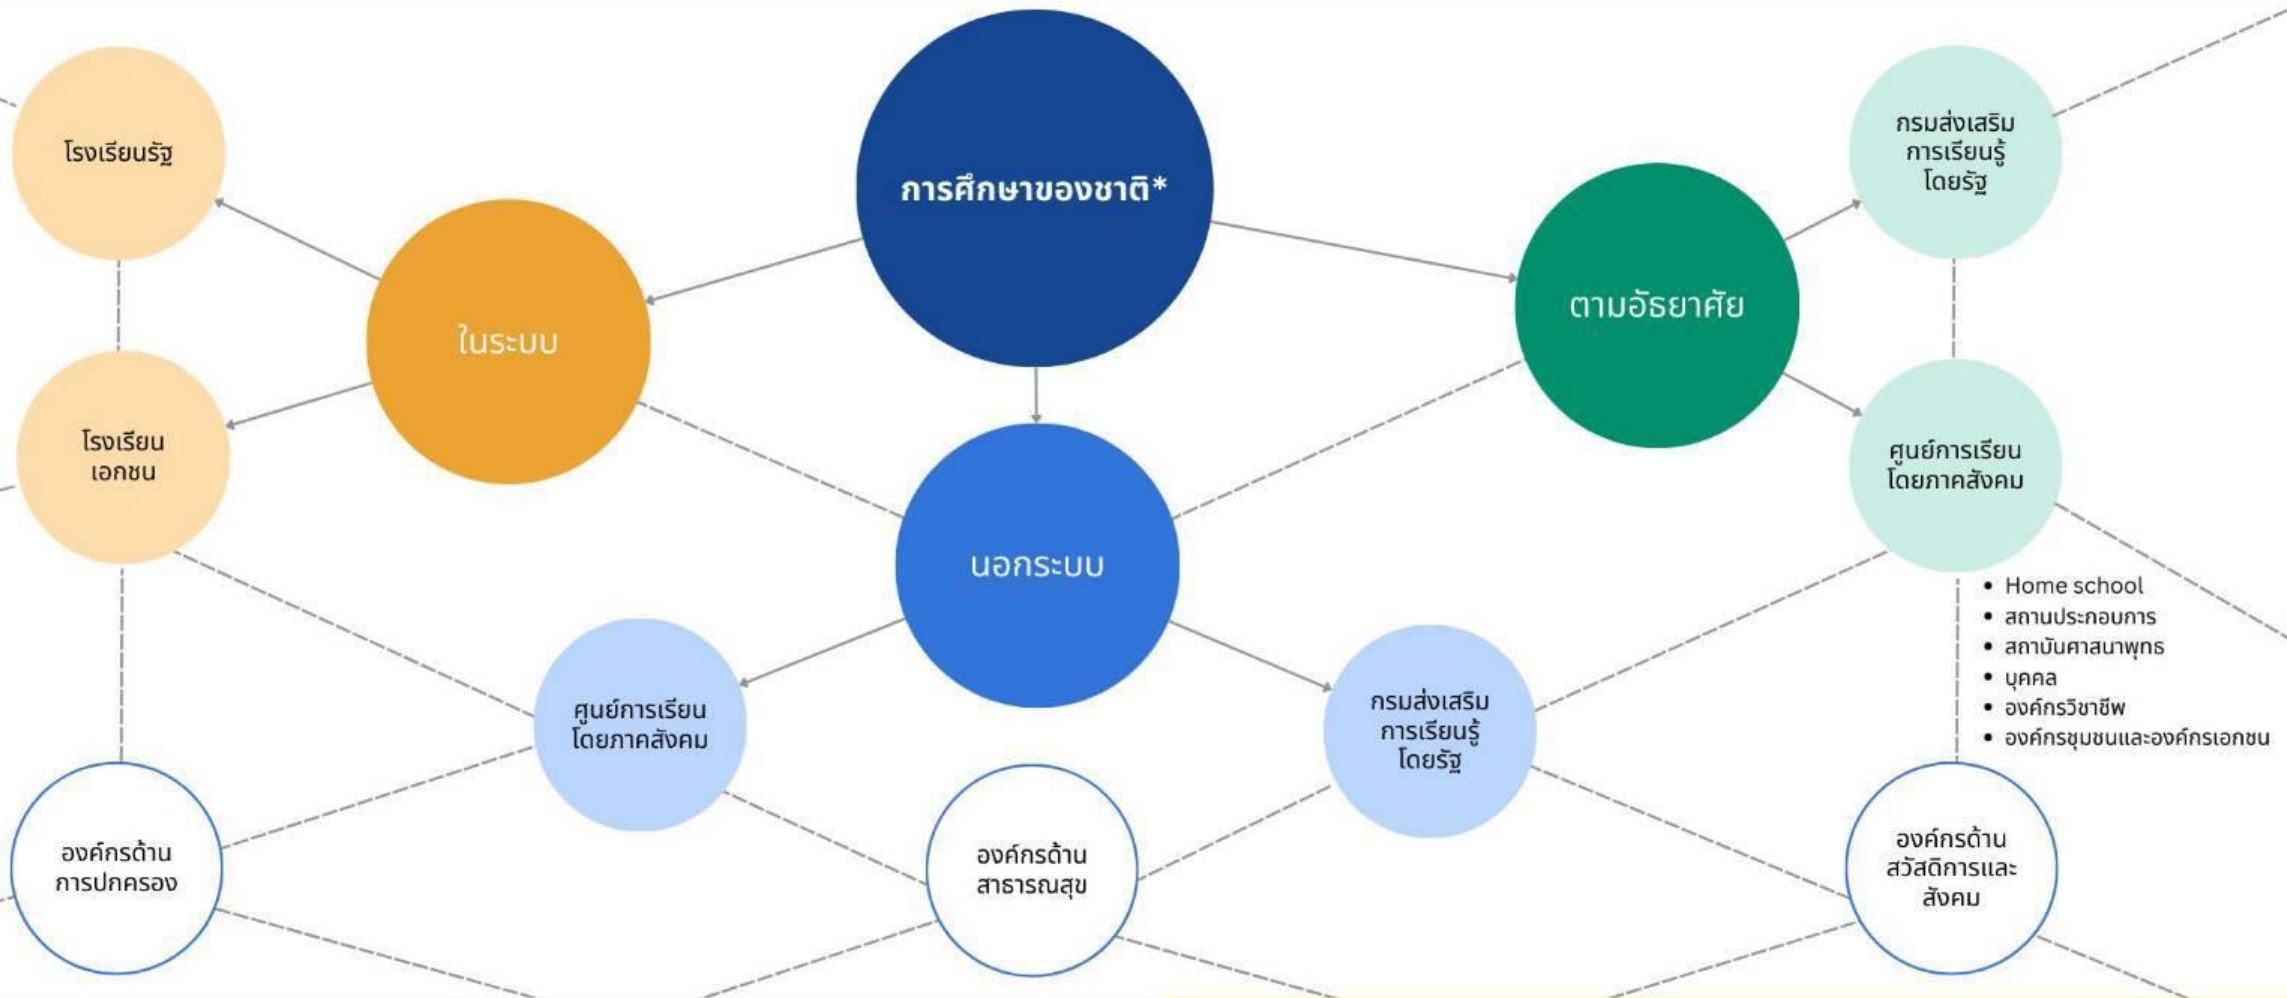 การศึกษาของชาติ*
โรงเรียนรัฐ
กรมส่งเสริม
การเรียนรู้
โดยรัฐ
ในระบบ
ตามอัธยาศัย
โรงเรียน
เอกชน
นอกระบบ
ศูนย์การเรียน
โดยภาคสังคม
• Home school
• สถานประกอบการ
• สถาบันศาสนาพุทธ
• บุคคล
• องค์กรวิชาชีพ
• องค์กรชุมชนและองค์กรเอกชน
ศูนย์การเรียน
โดยภาคสังคม
กรมส่งเสริม
การเรียนรู้
โดยรัฐ
องค์กรด้าน
การปกครอง
องค์กรด้าน
สาธารณสุข
องค์กรด้าน
สวัสดิการและ
สังคม